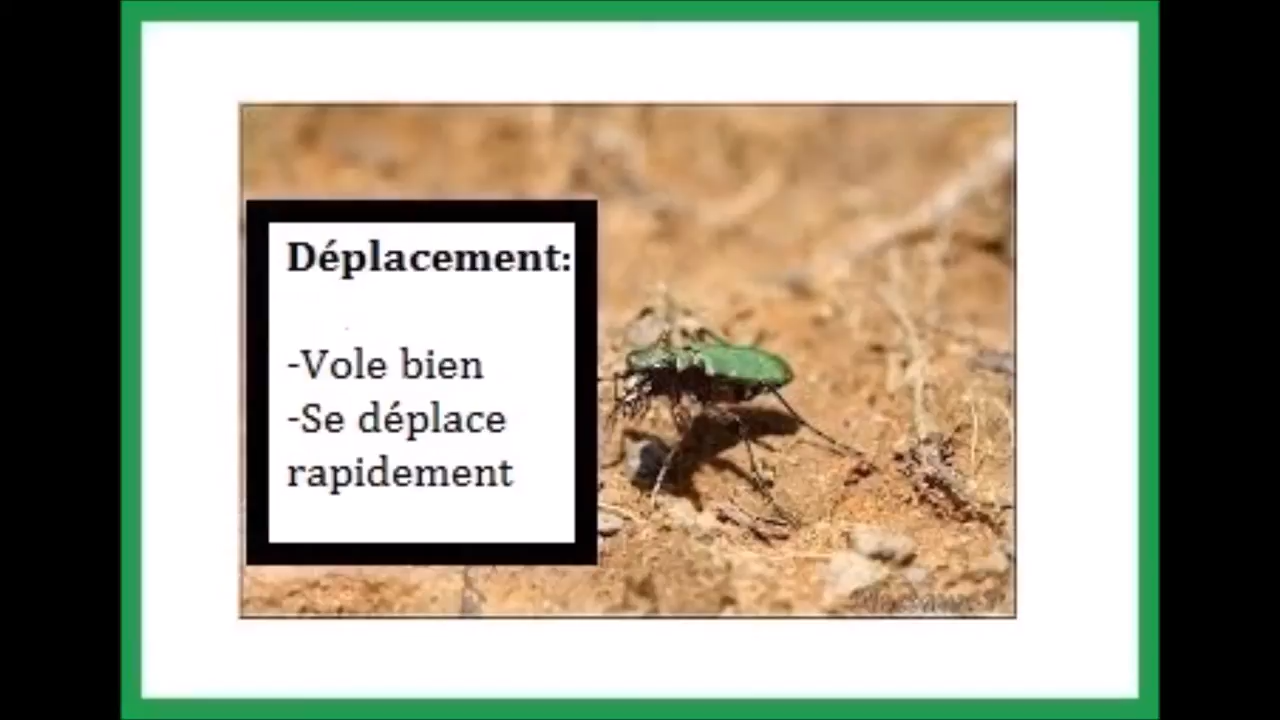 Déplacement:
-Vole bien
-Se déplace
rapidement